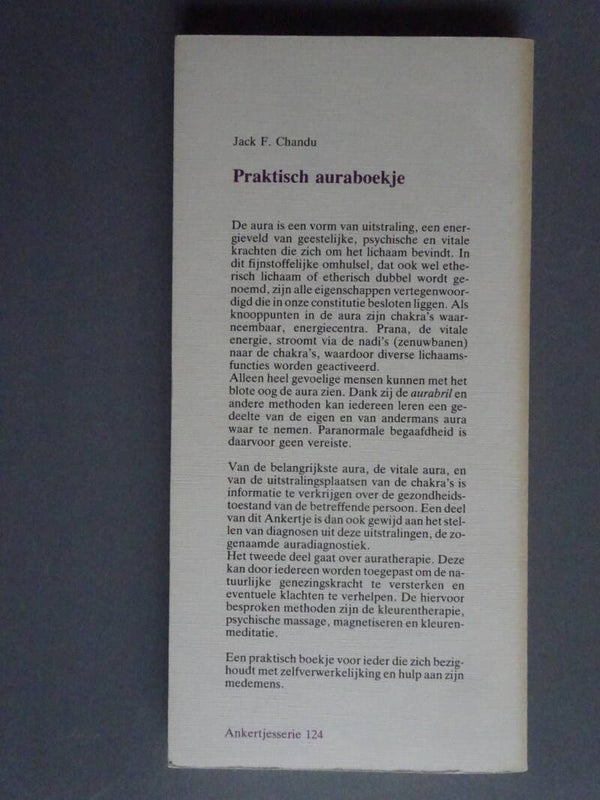 Jack F. Chandu
Praktisch auraboekje
De aura is een vorm van uitstraling, een ener-
gieveld van geestelijke, psychische en vitale
krachten die zich om het lichaam bevindt. In
dit fijnstoffelijke omhulsel, dat ook wel ethe-
risch lichaam of etherisch dubbel wordt ge-
noemd, zijn alle eigenschappen vertegenwoor-
digd die in onze constitutie besloten liggen. Als
knooppunten in de aura zijn chakra's waar-
neembaar, energiecentra. Prana, de vitale
energie, stroomt via de nadi's (zenuwbanen)
naar de chakra's, waardoor diverse lichaams-
functies worden geactiveerd.
Alleen heel gevoelige mensen kunnen met het
blote oog de aura zien. Dank zij de aurabril en
andere methoden kan iedereen leren een ge-
deelte van de eigen en van andermans aura
waar te nemen. Paranormale begaafdheid is
daarvoor geen vereiste.
Van de belangrijkste aura, de vitale aura, en
van de uitstralingsplaatsen van de chakra's is
informatie te verkrijgen over de gezondheids-
toestand van de betreffende persoon. Een deel
van dit Ankertje is dan ook gewijd aan het stel-
len van diagnosen uit deze uitstralingen, de zo-
genaamde auradiagnostiek.
Het tweede deel gaat over auratherapie. Deze
kan door iedereen worden toegepast om de na-
tuurlijke genezingskracht te versterken en
eventuele klachten te verhelpen. De hiervoor
besproken methoden zijn de kleurentherapie,
psychische massage, magnetiseren en kleuren-
meditatie.
Een praktisch boekje voor ieder die zich bezig-
houdt met zelfverwerkelijking en hulp aan zijn
medemens.
Ankertjesserie 124